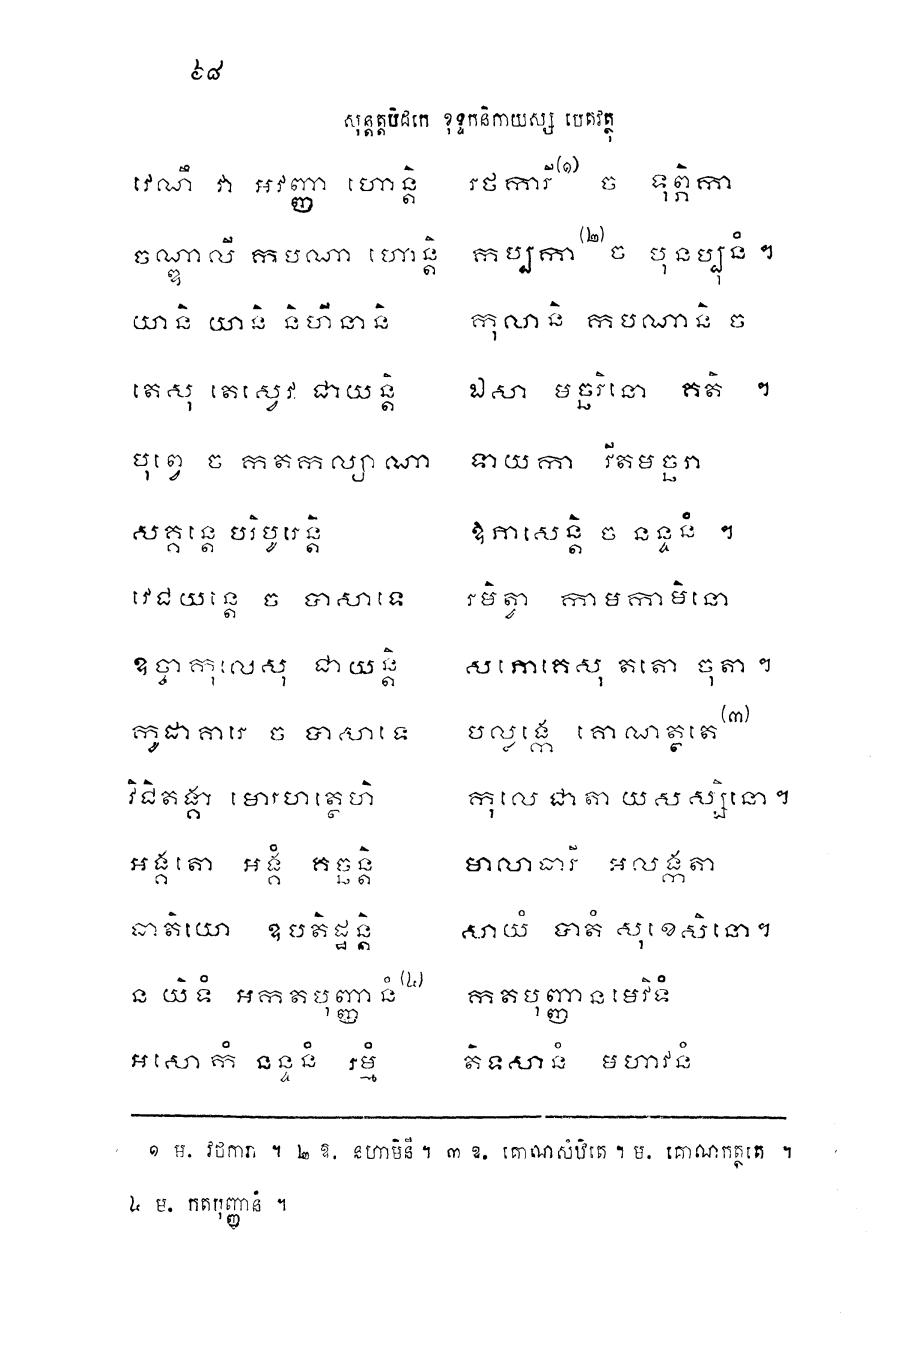 ៦៨
សុត្តន្តបិដកេ ខុទ្ទកនិកាយស្ស បេតវត្ថុ
វេណី វា អវញ្ញា ហោន្តិ រថការី(១) ច ទុព្ភិកា
ចណ្ឌាលី កបណា ហោន្តិ កប្បកា(២) ច បុនប្បុនំ ។
យានិ យានិ និហីនានិ កុលានិ កបណានិ ច
តេសុ តេស្វេវ ជាយន្តិ ឯសា មច្ឆរិនោ គតិ ។
បុព្វេ ច កតកល្យាណា ទាយកា វីតមច្ឆរា
សគ្គន្តេ បរិបូរេន្តិ ឱភាសេន្តិ ច នន្ទនំ ។
វេជយន្តេ ច បាសាទេ រមិត្វា កាមកាមិនោ
ឧច្ចាកុលេសុ ជាយន្តិ សភោគេសុ តតោ ចុតា ។
កូដាគារេ ច បាសាទេ បល្លង្កេ គោណត្ថតេ(៣)
វិជិតង្គា មោរហត្ថេហិ កុលេ ជាតា យសស្សិនោ ។
អង្កតោ អង្កំ គច្ឆន្តិ មាលាធារី អលង្កតា
ធាតិយោ ឧបតិដ្ឋន្តិ សាយំ បាតំ សុខេសិនោ ។
ន យិទំ អកតបុញ្ញានំ(៤) កតបុញ្ញានមេវិទំ
អសោកំ នន្ទនំ រម្មំ តិទសានំ មហាវនំ
១ ម. រថការា ។ ២ ឱ. នហាមិនី ។ ៣ ឧ. គោណសំឋិតេ ។ ម. គោណកត្ថតេ ។
៤ ម. កតបុញ្ញានំ ។